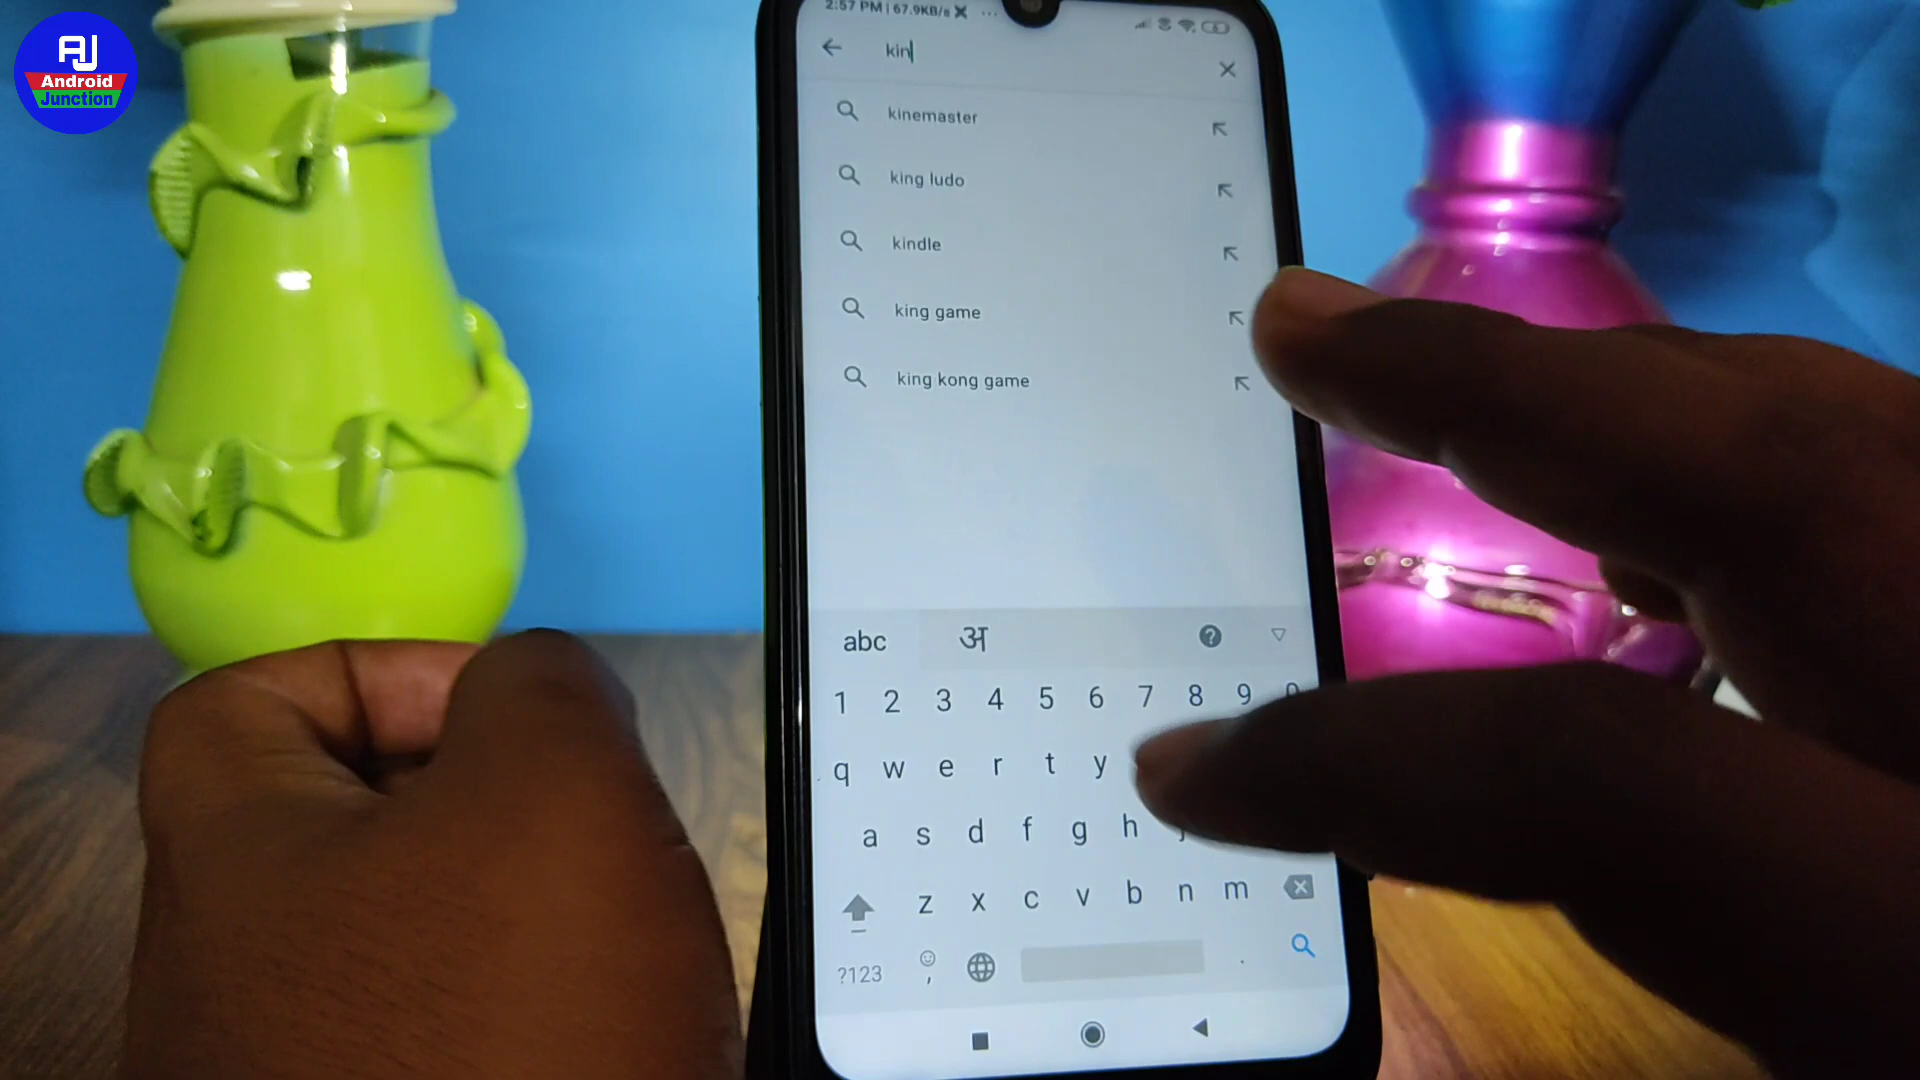 AJ
Android
Junction
2:57 PM | 67.9KB/s ...
kin
kinemaster
king ludo
kindle
king game
king kong game
abc अ ?
1 2 3 4 5 6 7 8 9 0
q w e r t y
a s d f g h j
z x c v b n m
?123 , .